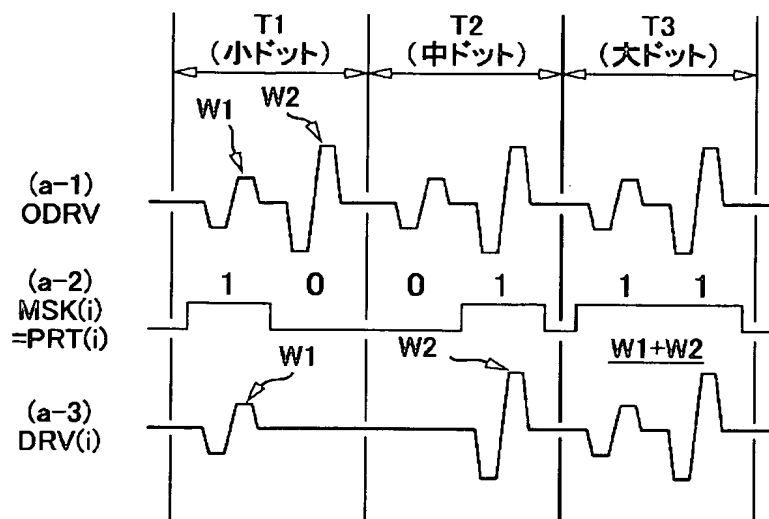 T1 T2 T3
(小ドット) (中ドット) (大ドット)
W1 W2
(a-1)
ODRV
(a-2) 1 0 0 1 1 1
MSK(i)
=PRT(i)
W1 W2 W1+W2
(a-3)
DRV(i)